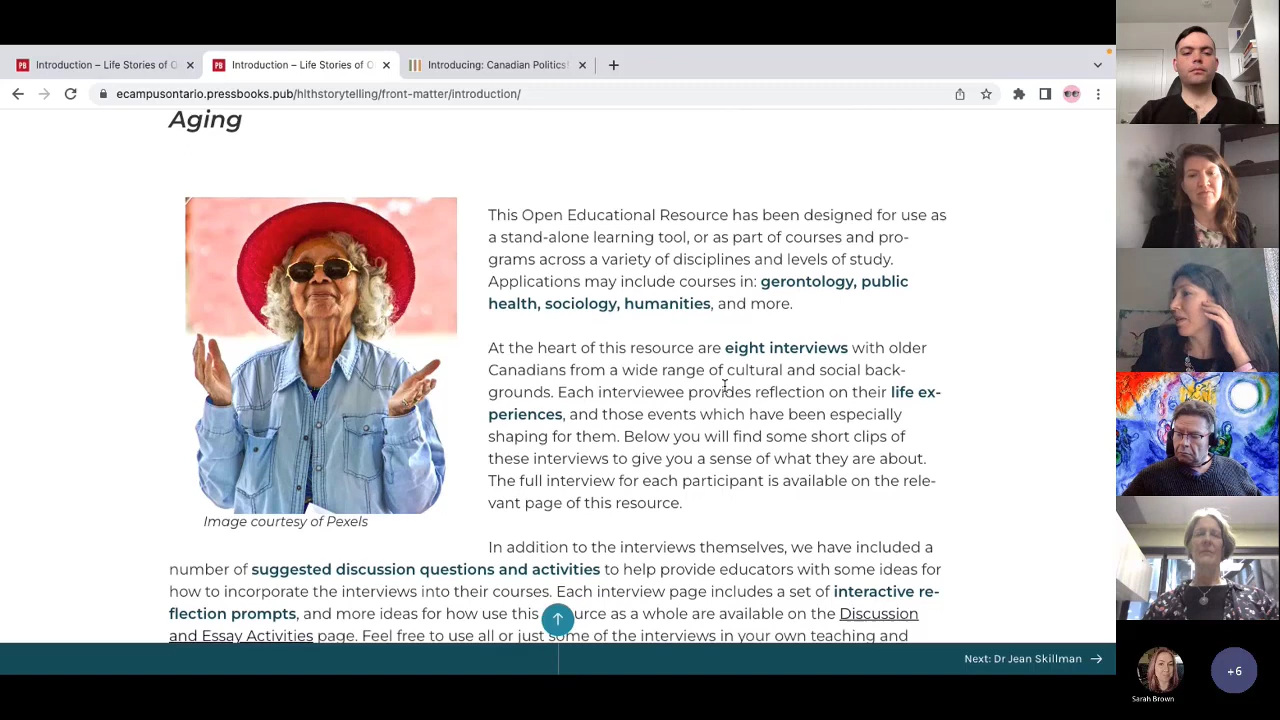 Introduction – Life Stories of O
Introduction – Life Stories of O
Introducing: Canadian Politics!
ecampusontario.pressbooks.pub/hlthstorytelling/front-matter/introduction/
Aging
This Open Educational Resource has been designed for use as
a stand-alone learning tool, or as part of courses and pro-
grams across a variety of disciplines and levels of study.
Applications may include courses in: gerontology, public
health, sociology, humanities, and more.
At the heart of this resource are eight interviews with older
Canadians from a wide range of cultural and social back-
grounds. Each interviewee provides reflection on their life ex-
periences, and those events which have been especially
shaping for them. Below you will find some short clips of
these interviews to give you a sense of what they are about.
The full interview for each participant is available on the rele-
vant page of this resource.
Image courtesy of Pexels
In addition to the interviews themselves, we have included a
number of suggested discussion questions and activities to help provide educators with some ideas for
how to incorporate the interviews into their courses. Each interview page includes a set of interactive re-
flection prompts, and more ideas for how use this ource as a whole are available on the Discussion
and Essay Activities page. Feel free to use all or just some of the interviews in your own teaching and
Next: Dr Jean Skillman
Sarah Brown
+6